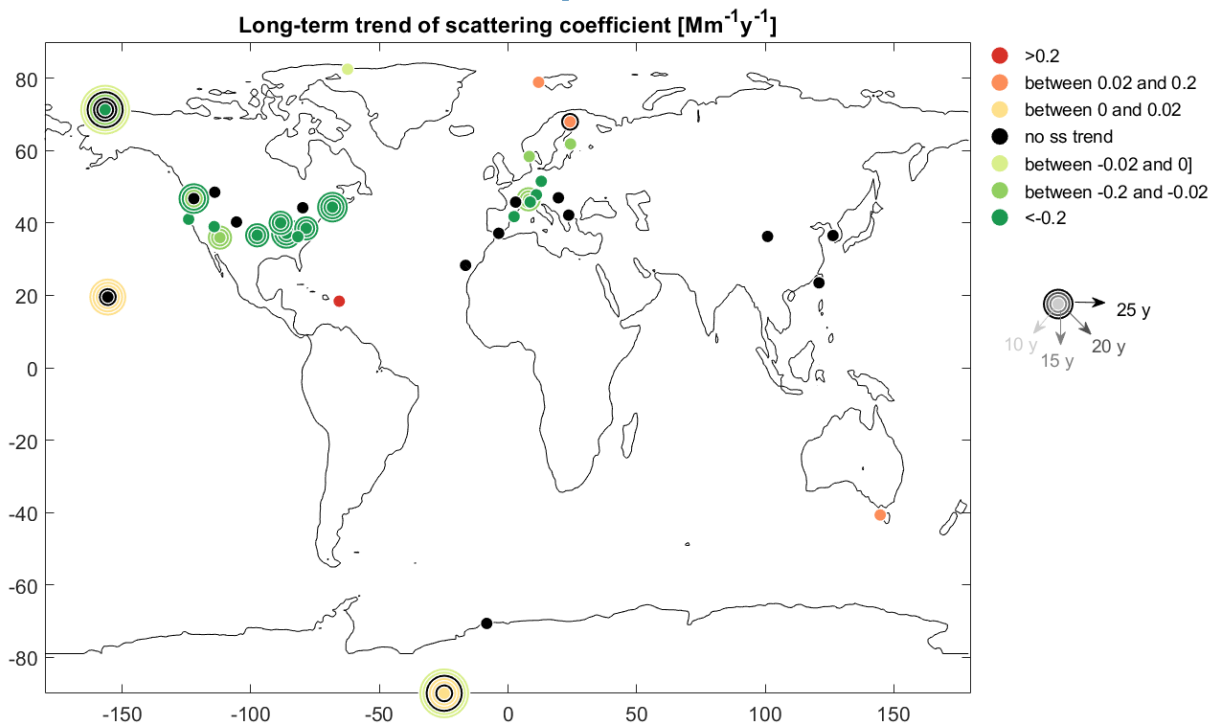 Long-term trend of scattering coefficient [Mm⁻¹y⁻¹]
80
60
40
20
0
-20
-40
-60
-80
-150
-100
-50
0
50
100
150
>0.2
between 0.02 and 0.2
between 0 and 0.02
no ss trend
between -0.02 and 0]
between -0.2 and -0.02
<-0.2
25 y
10 y
20 y
15 y